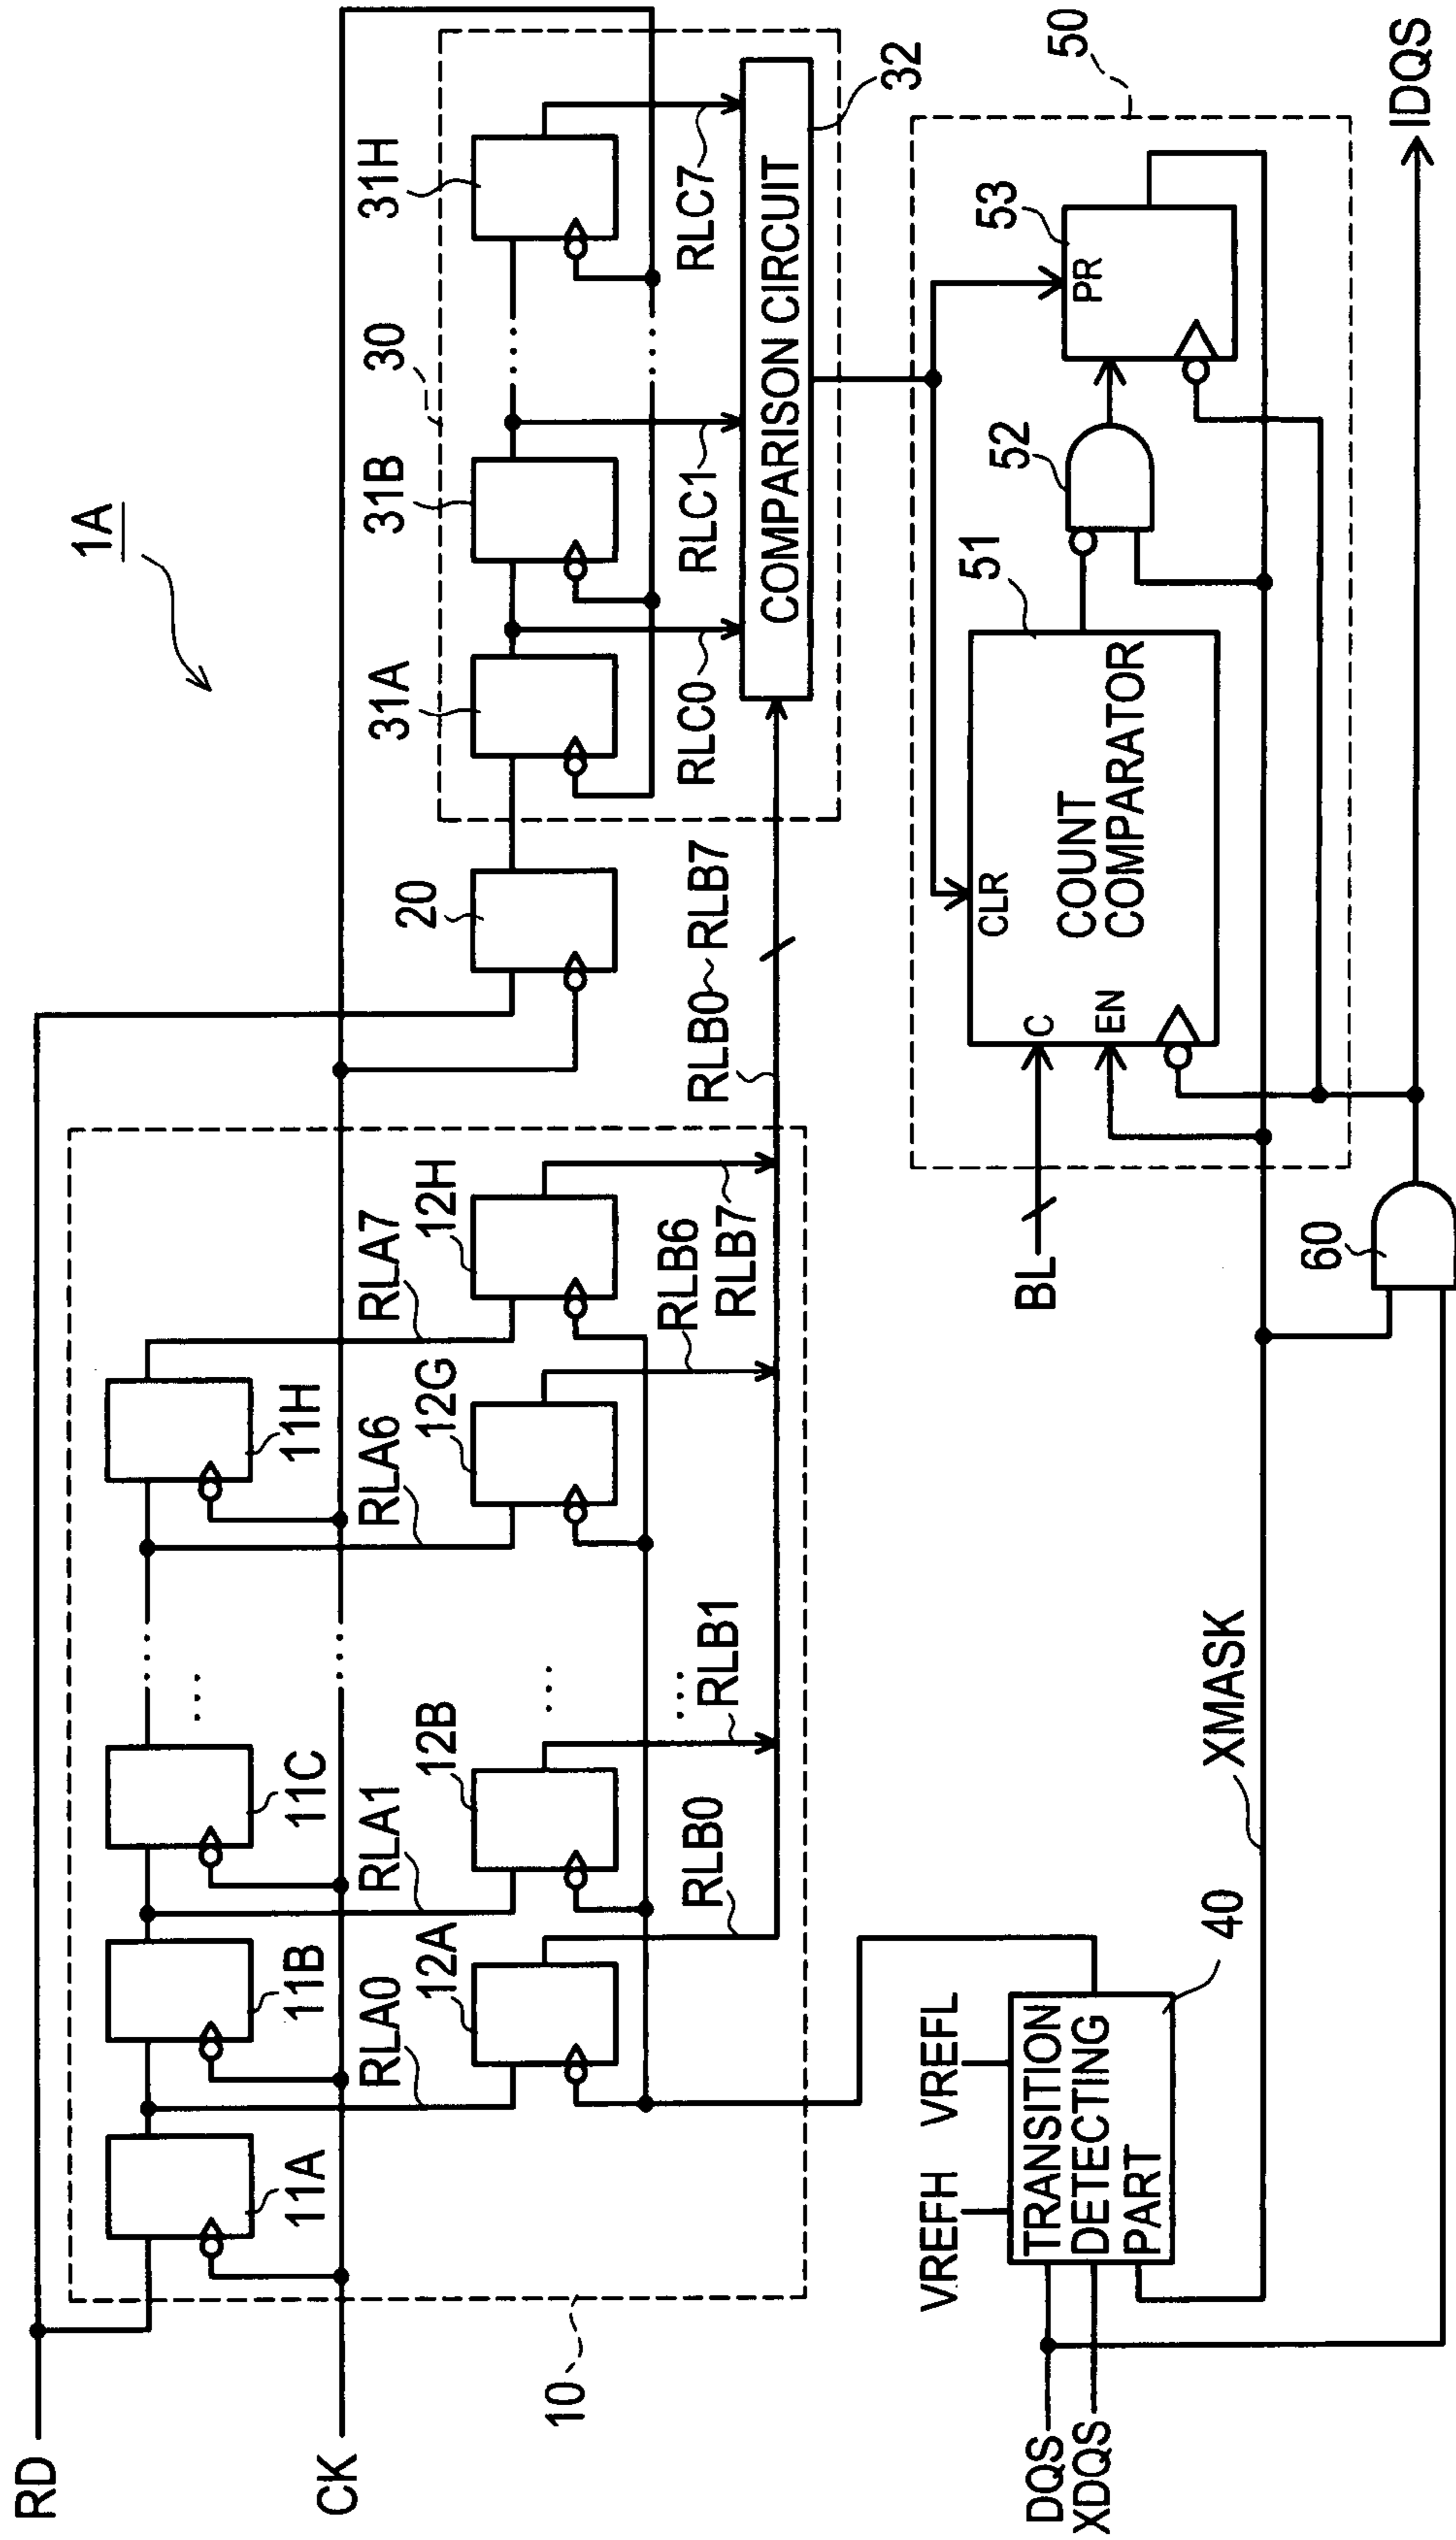 1A
RD
CK
10
11A
11B
11C
11H
RLA0
RLA1
RLA6
RLA7
12A
12B
12G
12H
RLB0
RLB1
RLB6
RLB7
RLB0~RLB7
20
30
31A
31B
31H
RLC0
RLC1
RLC7
COMPARISON CIRCUIT
32
DQS
XDQS
VREFH
VREFL
TRANSITION
DETECTING
PART
40
XMASK
BL
50
51
C
EN
CLR
COUNT
COMPARATOR
52
53
PR
60
IDQS